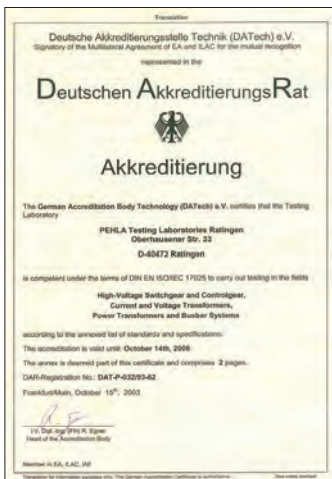 Translation
Deutsche Akkreditierungsstelle Technik (DATech) e.V.
Signatory of the Multilateral Agreement of EA and ILAC for the mutual recognition
represented in the
Deutschen AkkreditierungsRat
Akkreditierung
The German Accreditation Body Technology (DATech) e.V. certifies that the Testing
Laboratory
PEHLA Testing Laboratories Ratingen
Oberhausener Str. 33
D-40472 Ratingen
is competent under the terms of DIN EN ISO/IEC 17025 to carry out testing in the fields
High-Voltage Switchgear and Controlgear,
Current and Voltage Transformers,
Power Transformers and Busbar Systems
according to the annexed list of standards and specifications.
The accreditation is valid until: October 14th, 2008
The annex is deemed part of this certificate and comprises 2 pages.
DAR-Registration No.: DAT-P-032/93-62
Frankfurt/Main, October 15th, 2003
I.V. Dipl.-Ing. (FH) R. Egner
Head of the Accreditation Body
Member in EA, ILAC, IAF